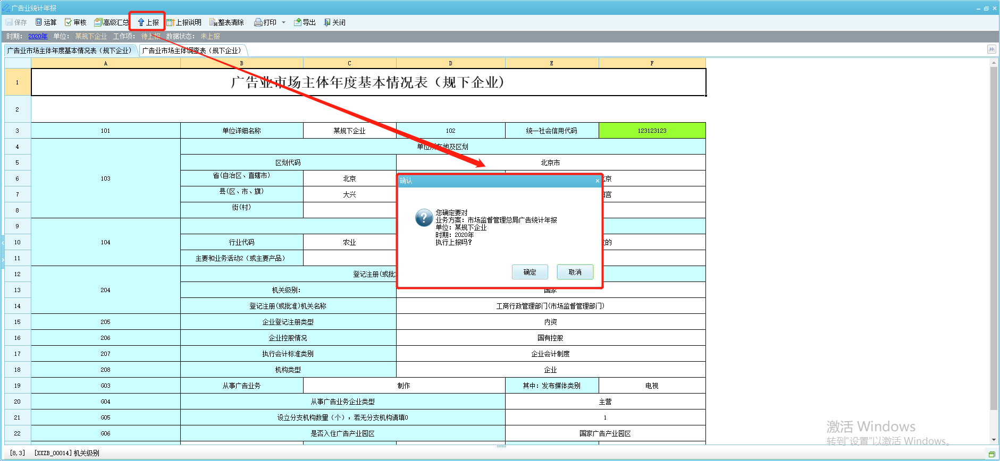 广告业统计年报
保存 运算 审核 高级汇总 上报 上报说明 整表清除 打印 导出 关闭
时期: 2020年 单位: 某规下企业 工作项: 待上报 数据状态: 未上报
广告业市场主体年度基本情况表（规下企业） 广告业市场主体调查表（规下企业）
A B C D E F
1 广告业市场主体年度基本情况表（规下企业）
2
3 101 单位详细名称 某规下企业 102 统一社会信用代码 123123123
4 单位所在地及区划
5 区划代码 北京市
6 103 省(自治区、直辖市) 北京 京
7 县(区、市、旗) 大兴 宫
8 街(村)
9
10 104 行业代码 农业 的
11 主要和业务活动2（或主要产品）
12 登记注册(或批
13 204 机关级别: 国家
14 登记注册(或批准)机关名称 工商行政管理部门(市场监督管理部门)
15 205 企业登记注册类型 内资
16 206 企业控股情况 国有控股
17 207 执行会计标准类别 企业会计制度
18 208 机构类型 企业
19 G03 从事广告业务 制作 其中：发布媒体类别 电视
20 G04 从事广告业务企业类型 主营
21 G05 设立分支机构数量（个），若无分支机构请填0 1
22 G06 是否入住广告产业园区 国家广告产业园区
确认
您确定要对
业务方案：市场监督管理总局广告统计年报
单位：某规下企业
时期：2020年
执行上报吗？
确定 取消
激活 Windows
转到“设置”以激活 Windows。
[8,3] [XXZB_00014]机关级别